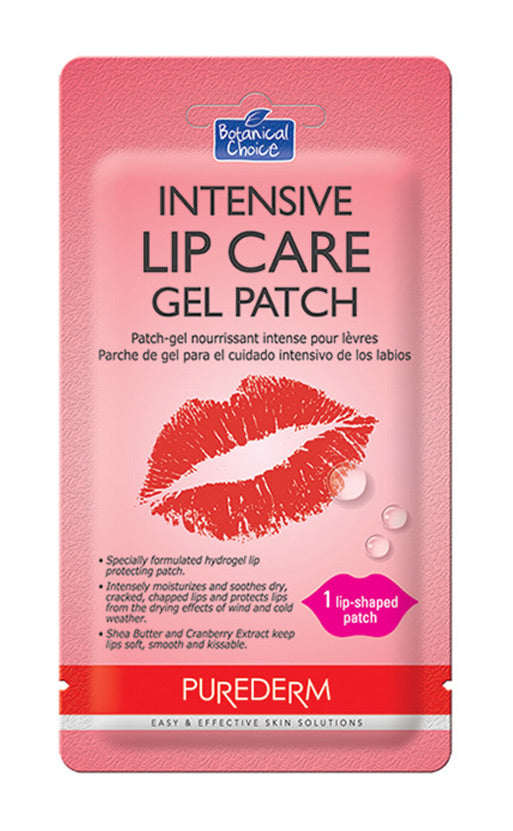 Botanical
Choice
INTENSIVE
LIP CARE
GEL PATCH
Patch-gel nourrissant intense pour lèvres
Parche de gel para el cuidado intensivo de los labios
• Specially formulated hydrogel lip
protecting patch.
• Intensely moisturizes and soothes dry,
cracked, chapped lips and protects lips
from the drying effects of wind and cold
weather.
• Shea Butter and Cranberry Extract keep
lips soft, smooth and kissable.
1 lip-shaped
patch
PUREDERM
EASY & EFFECTIVE SKIN SOLUTIONS